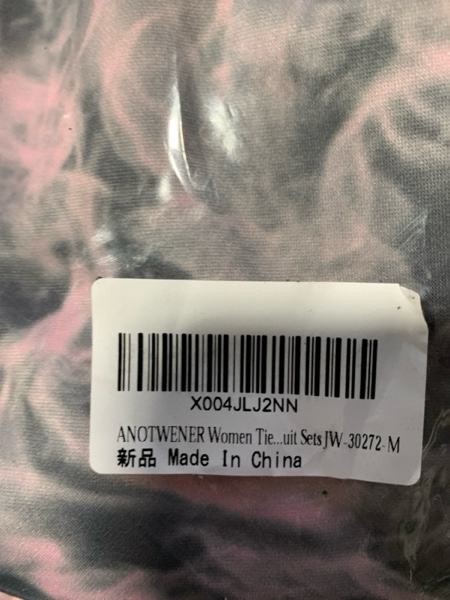 X004JLJ2NN
ANOTWENER Women Tie...uit Sets JW-30272-M
新品 Made In China